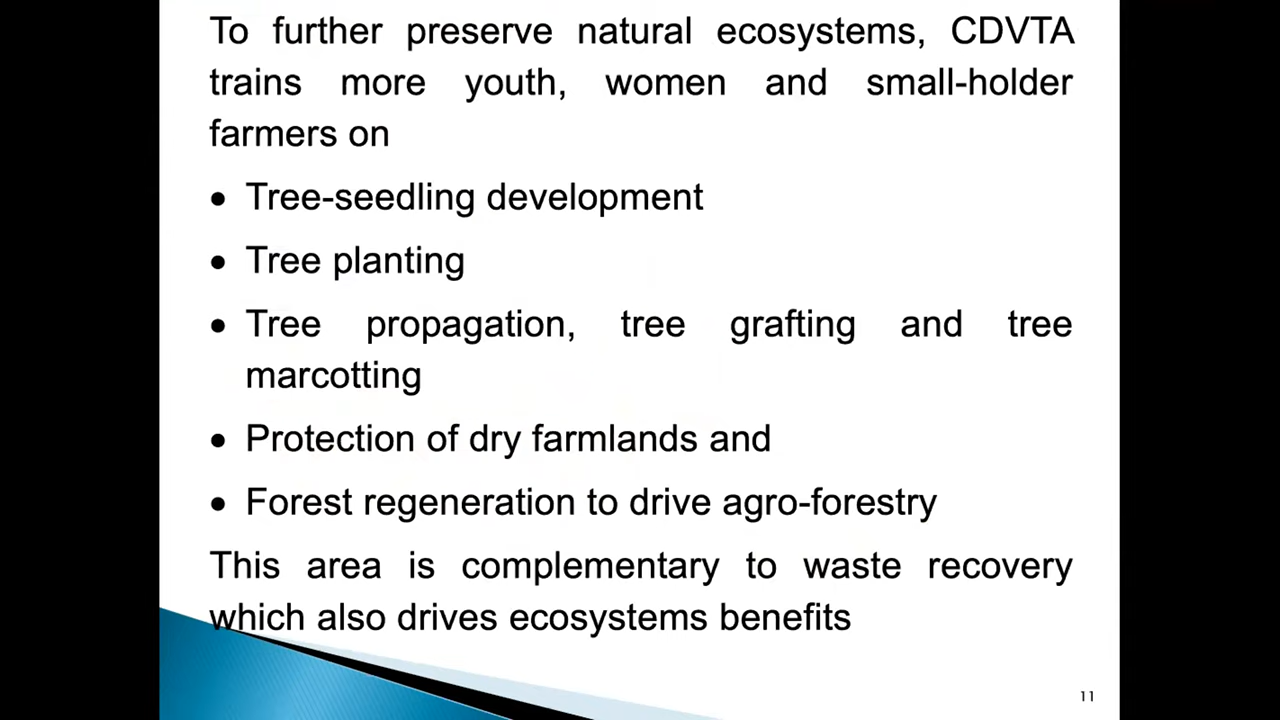 To further preserve natural ecosystems, CDVTA
trains more youth, women and small-holder
farmers on
• Tree-seedling development
• Tree planting
• Tree propagation, tree grafting and tree
marcotting
• Protection of dry farmlands and
• Forest regeneration to drive agro-forestry
This area is complementary to waste recovery
which also drives ecosystems benefits
11